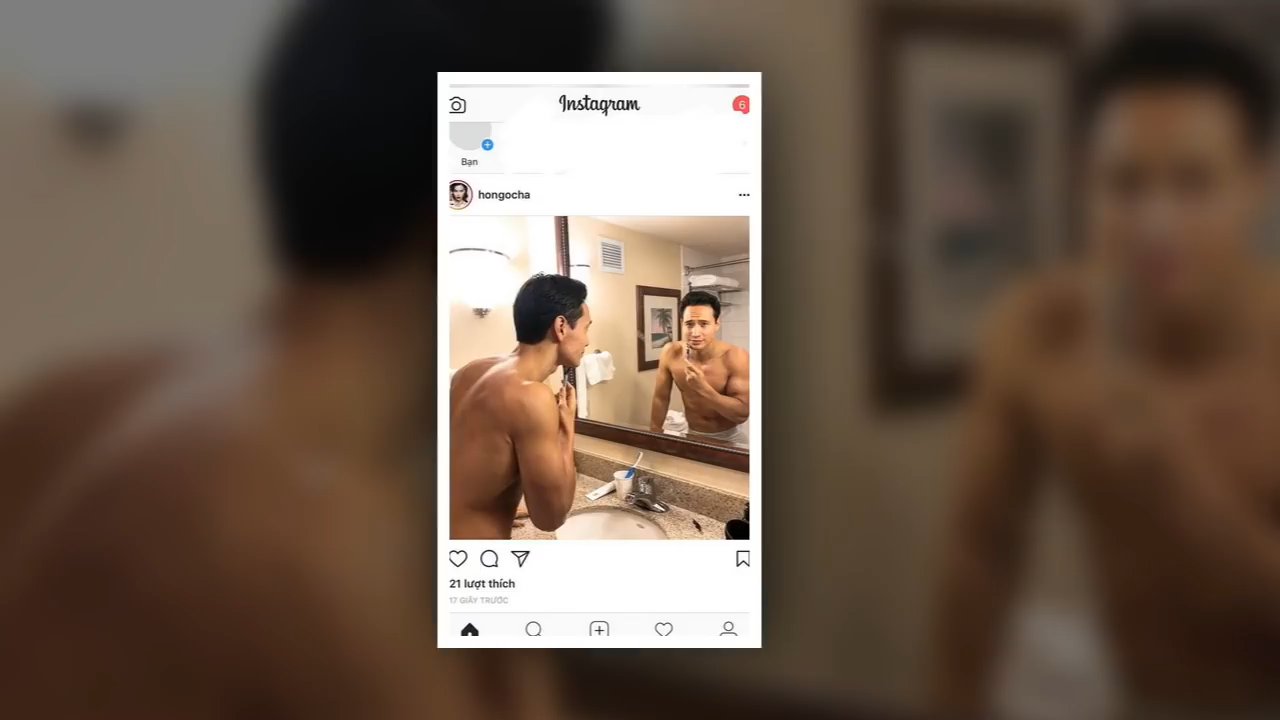 Instagram
6
Bạn
hongocha
21 lượt thích
17 GIÂY TRƯỚC